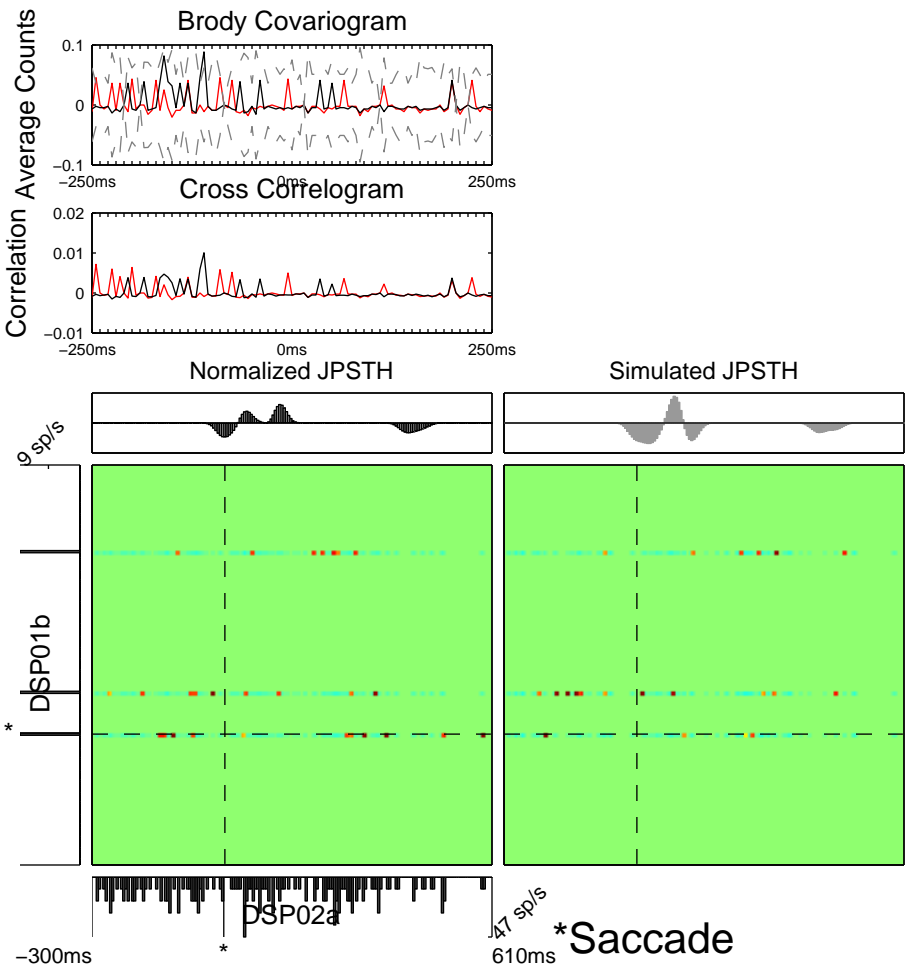 Brody Covariogram
Average Counts
0.1
0
−0.1
−250ms
0ms
250ms
Cross Correlogram
Correlation
0.02
0.01
0
−0.01
−250ms
0ms
250ms
Normalized JPSTH
Simulated JPSTH
9 sp/s
DSP01b
*
DSP02a
47 sp/s
*
−300ms
610ms
*Saccade